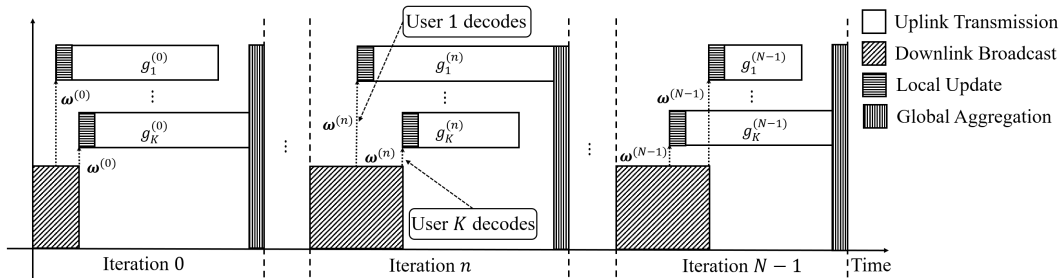 User 1 decodes
Uplink Transmission
Downlink Broadcast
Local Update
Global Aggregation
g_1^{(0)}
⋮
ω^{(0)}
g_K^{(0)}
ω^{(0)}
...
g_1^{(n)}
⋮
ω^{(n)}
g_K^{(n)}
ω^{(n)}
User K decodes
...
g_1^{(N−1)}
⋮
ω^{(N−1)}
g_K^{(N−1)}
ω^{(N−1)}
Iteration 0
Iteration n
Iteration N − 1
Time